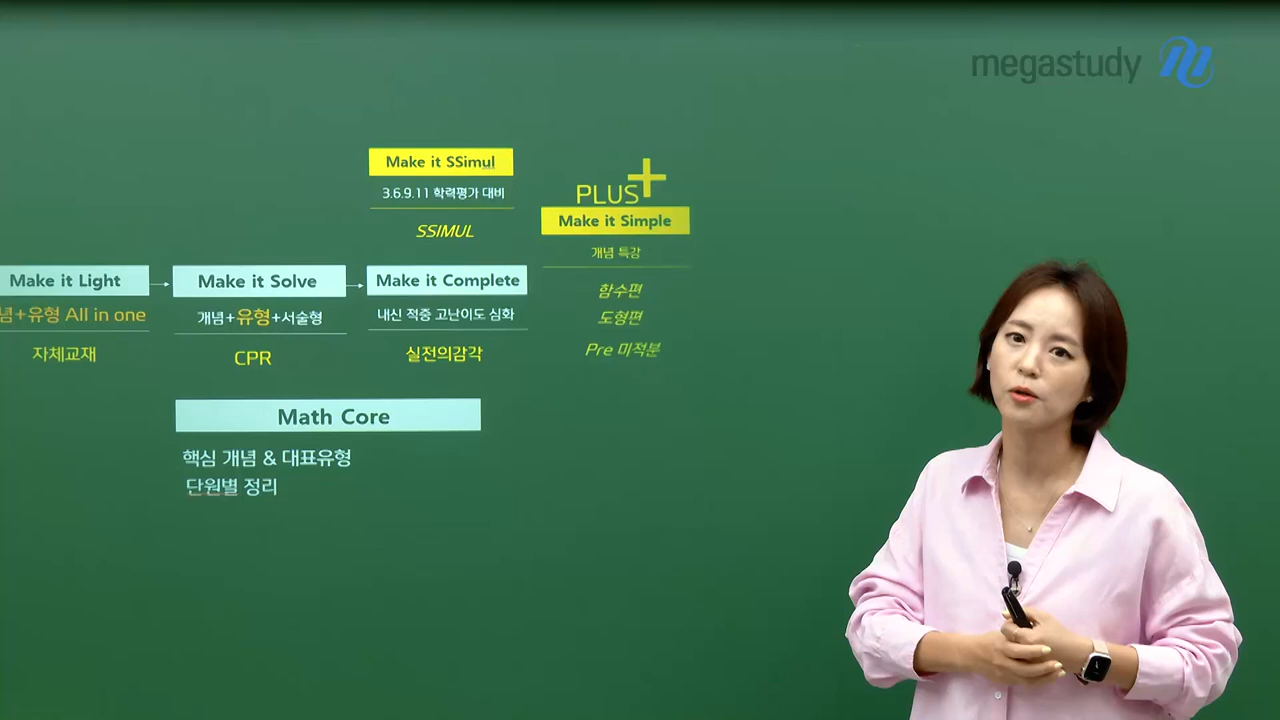 megastudy
Make it SSimul
3.6.9.11 학력평가 대비
SSIMUL
PLUS+
Make it Simple
개념 특강
함수편
도형편
Pre 미적분
Make it Light
념+유형 All in one
자체교재
Make it Solve
개념+유형+서술형
CPR
Make it Complete
내신 적중 고난이도 심화
실전의감각
Math Core
핵심 개념 & 대표유형
단원별 정리